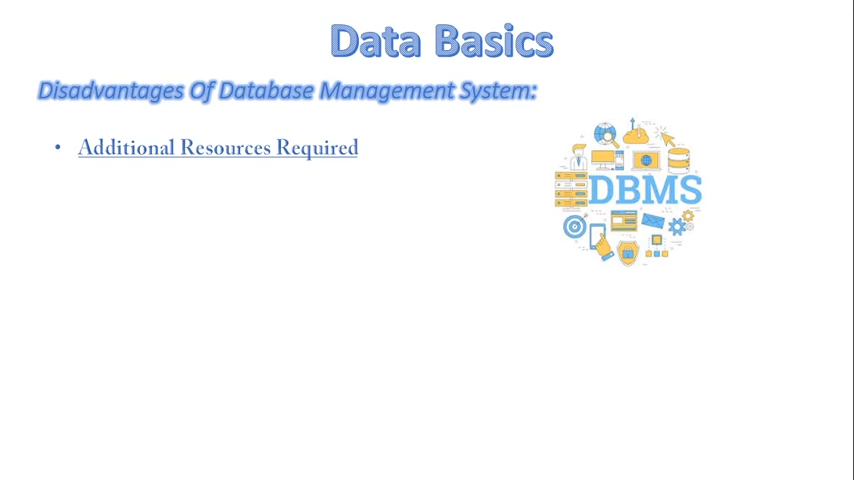 Data Basics
Disadvantages Of Database Management System:
• Additional Resources Required
DBMS